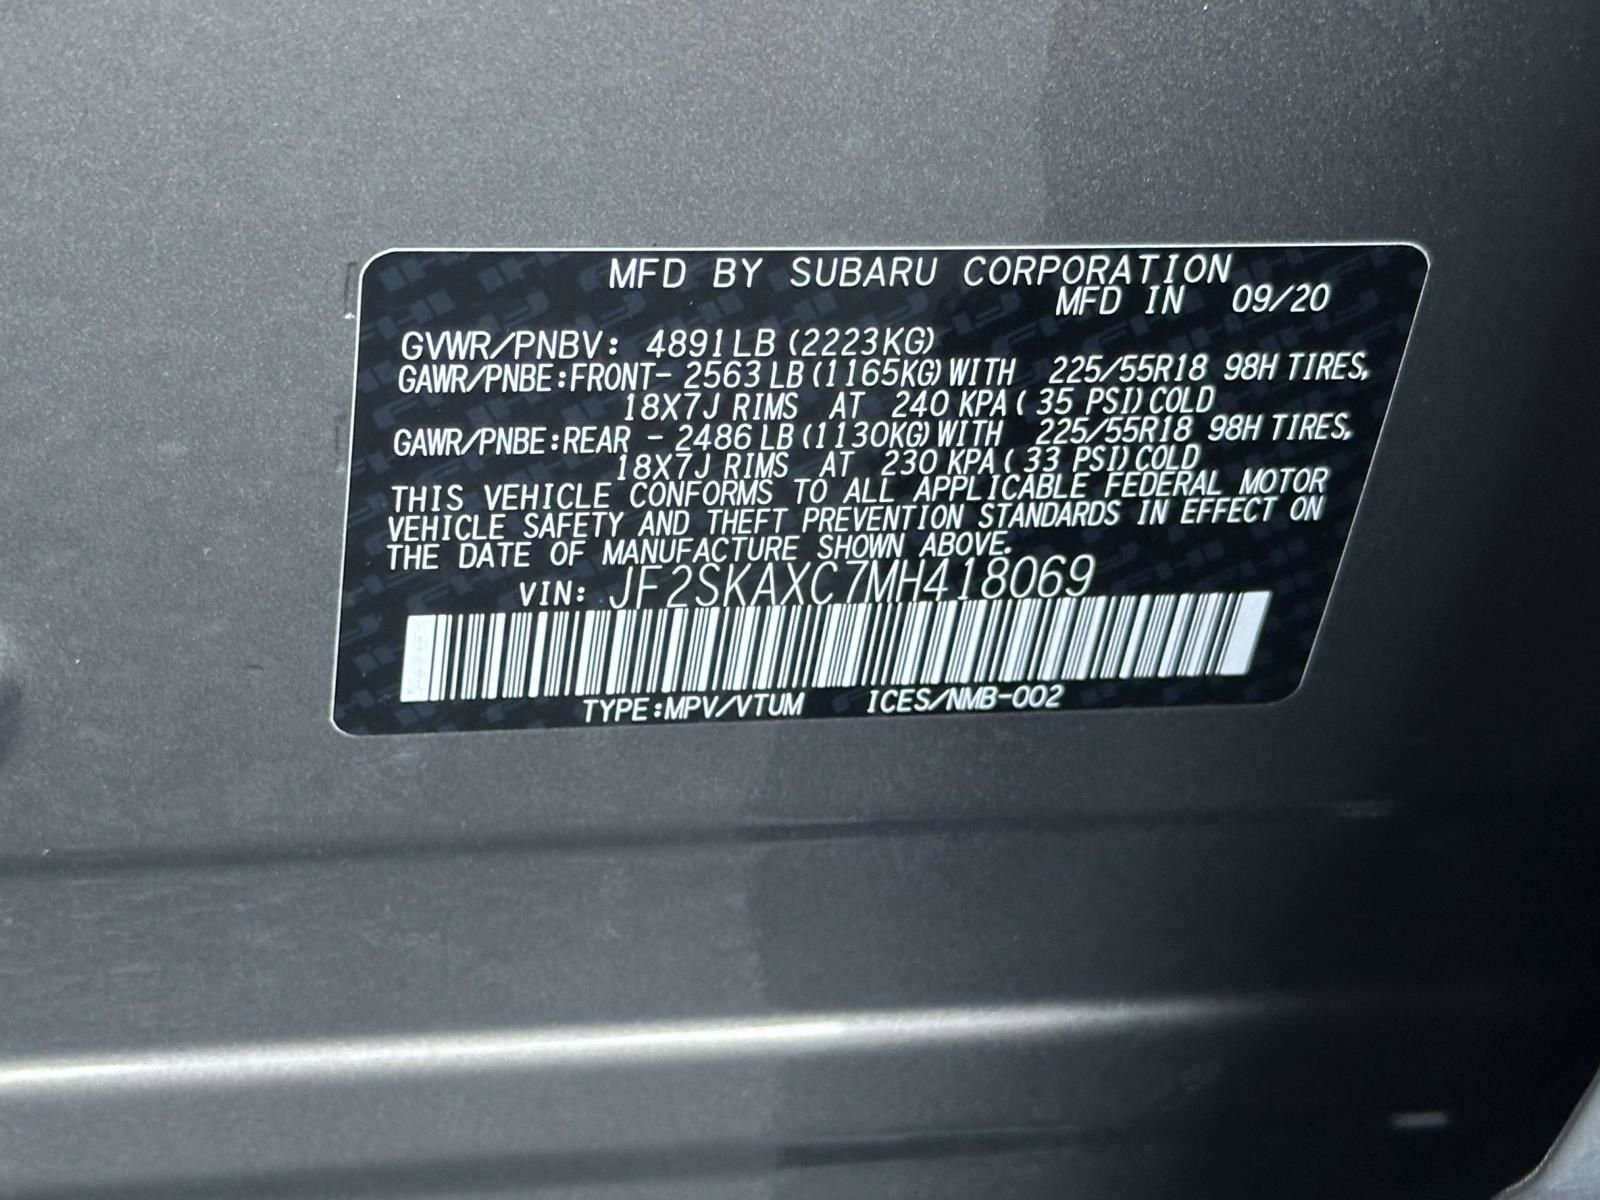 MFD BY SUBARU CORPORATION
MFD IN 09/20
GVWR/PNBV: 4891LB (2223KG)
GAWR/PNBE:FRONT- 2563 LB (1165KG) WITH 225/55R18 98H TIRES,
18X7J RIMS AT 240 KPA ( 35 PSI) COLD
GAWR/PNBE:REAR - 2486 LB (1130KG) WITH 225/55R18 98H TIRES,
18X7J RIMS AT 230 KPA ( 33 PSI) COLD
THIS VEHICLE CONFORMS TO ALL APPLICABLE FEDERAL MOTOR
VEHICLE SAFETY AND THEFT PREVENTION STANDARDS IN EFFECT ON
THE DATE OF MANUFACTURE SHOWN ABOVE.
VIN: JF2SKAXC7MH418069
TYPE:MPV/VTUM ICES/NMB-002